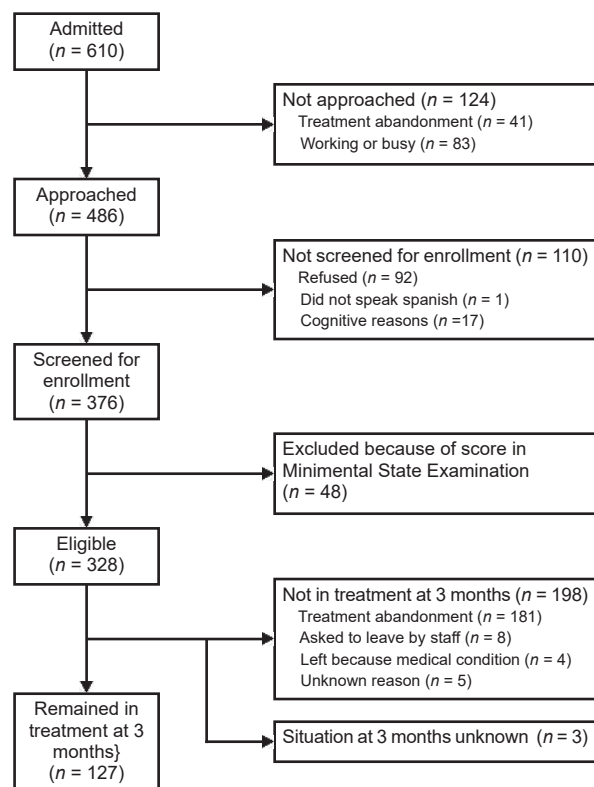 Admitted
(n = 610)
Not approached (n = 124)
Treatment abandonment (n = 41)
Working or busy (n = 83)
Approached
(n = 486)
Not screened for enrollment (n = 110)
Refused (n = 92)
Did not speak spanish (n = 1)
Cognitive reasons (n =17)
Screened for
enrollment
(n = 376)
Excluded because of score in
Minimental State Examination
(n = 48)
Eligible
(n = 328)
Not in treatment at 3 months (n = 198)
Treatment abandonment (n = 181)
Asked to leave by staff (n = 8)
Left because medical condition (n = 4)
Unknown reason (n = 5)
Remained in
treatment at 3
months}
(n = 127)
Situation at 3 months unknown (n = 3)